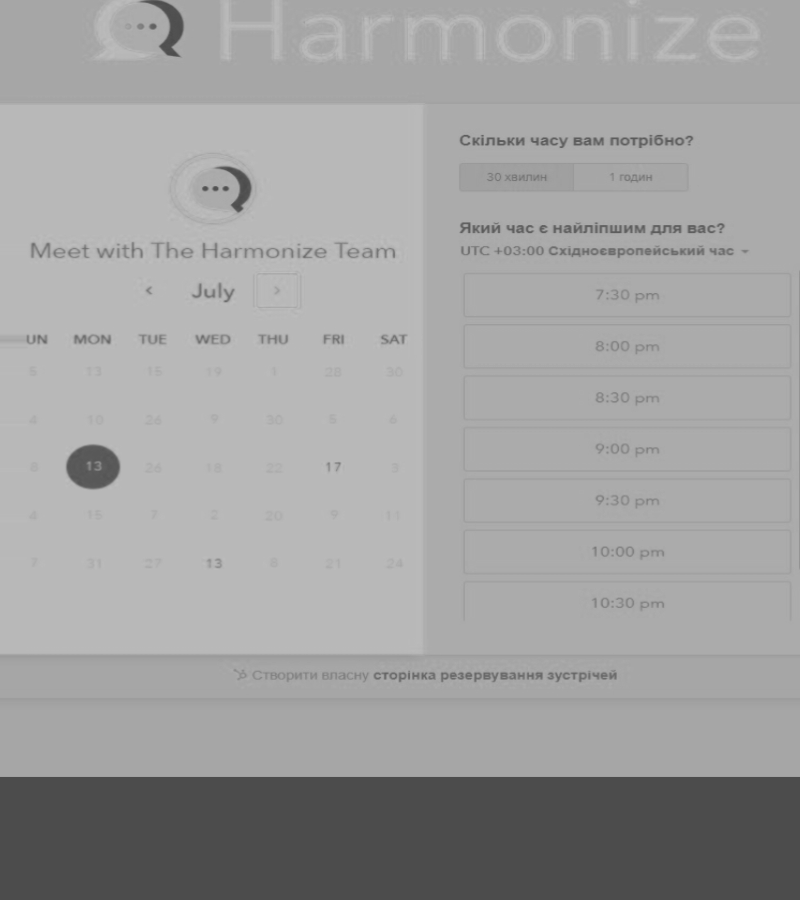 Harmonize
Meet with The Harmonize Team
July
UN MON TUE WED THU FRI SAT
5 13 15 19 1 28 30
4 10 26 9 30 5 6
8 13 26 18 22 17 3
4 15 7 2 20 9 11
7 31 27 13 6 21 24
Скільки часу вам потрібно?
30 хвилин 1 годин
Який час є найліпшим для вас?
UTC +03:00 Східноєвропейський час
7:30 pm
8:00 pm
8:30 pm
9:00 pm
9:30 pm
10:00 pm
10:30 pm
Створити власну сторінка резервування зустрічей